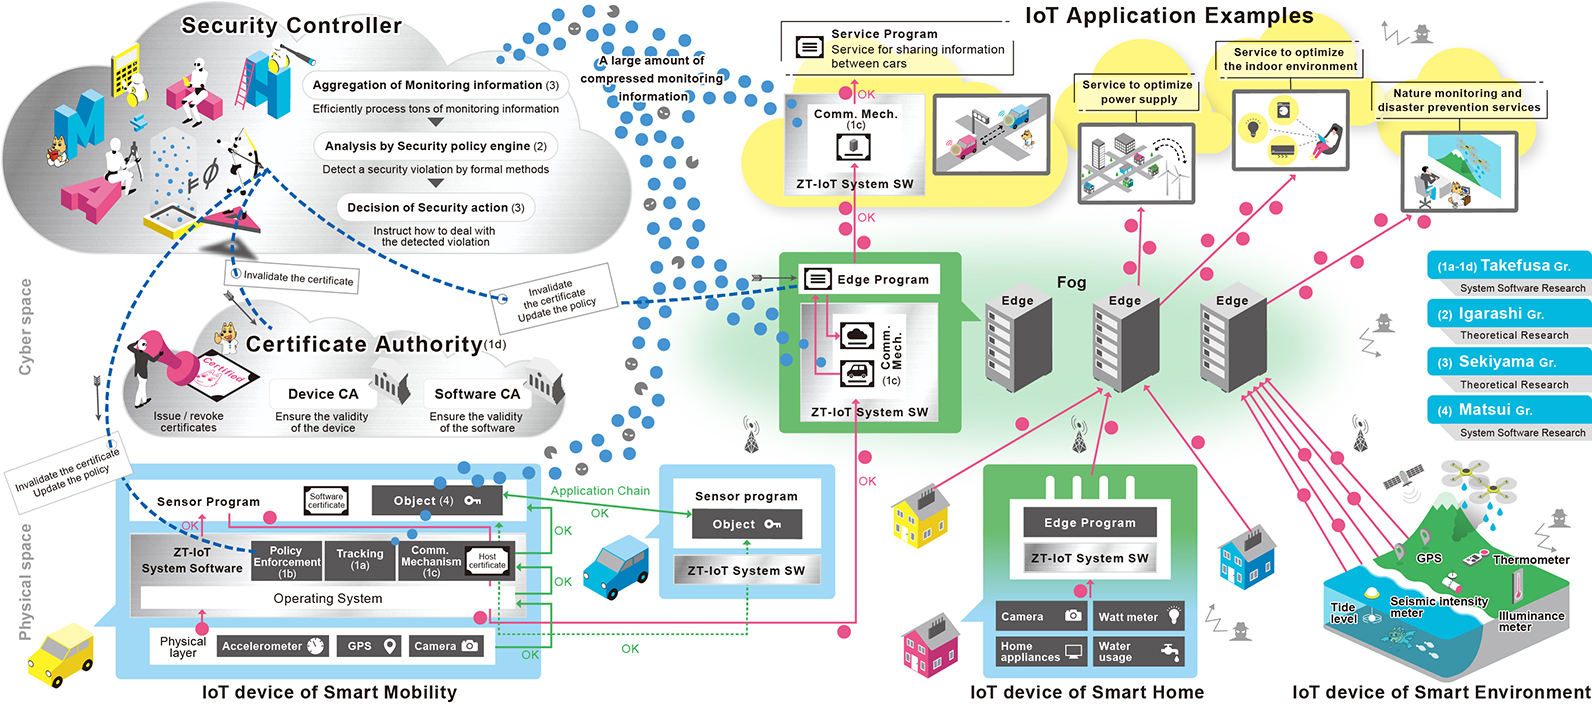 Security Controller
Aggregation of Monitoring information (3)
Efficiently process tons of monitoring information
Analysis by Security policy engine (2)
Detect a security violation by formal methods
Decision of Security action (3)
Instruct how to deal with
the detected violation
A large amount of
compressed monitoring
information
IoT Application Examples
Service Program
Service for sharing information
between cars
OK
Comm. Mech.
(1c)
ZT-IoT System SW
OK
Service to optimize
power supply
Service to optimize
the indoor environment
Nature monitoring and
disaster prevention services
Cyber space
Invalidate the certificate
Invalidate
the certificate
Update the policy
Certificate Authority(1d)
Certified
Issue / revoke
certificates
Device CA
Ensure the validity
of the device
Software CA
Ensure the validity
of the software
Edge Program
Comm.
Mech.
(1c)
ZT-IoT System SW
OK
Fog
Edge
Edge
Edge
(1a-1d) Takefusa Gr.
System Software Research
(2) Igarashi Gr.
Theoretical Research
(3) Sekiyama Gr.
Theoretical Research
(4) Matsui Gr.
System Software Research
Physical space
Invalidate the certificate
Update the policy
Sensor Program
Software
certificate
Object (4)
OK
ZT-IoT
System Software
Policy
Enforcement
(1b)
Tracking
(1a)
Comm.
Mechanism
(1c)
Host
certificate
Operating System
Physical
layer
Accelerometer
GPS
Camera
OK
OK
OK
OK
Application Chain
OK
Sensor program
Object
ZT-IoT System SW
IoT device of Smart Mobility
Edge Program
ZT-IoT System SW
OK
Camera
Watt meter
Home
appliances
Water
usage
IoT device of Smart Home
GPS
Thermometer
Tide
level
Seismic intensity
meter
Illuminance
meter
IoT device of Smart Environment